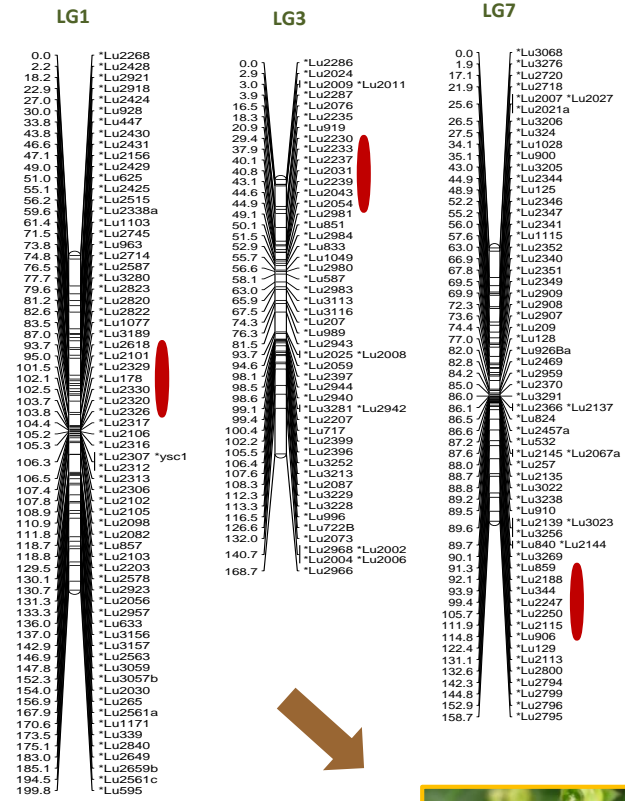 LG1
0.0 *Lu2268
2.2 *Lu2428
18.2 *Lu2921
22.9 *Lu2918
27.0 *Lu2424
30.0 *Lu928
33.8 *Lu447
43.8 *Lu2430
46.6 *Lu2431
47.1 *Lu2156
49.0 *Lu2429
51.0 *Lu625
55.1 *Lu2425
56.2 *Lu2515
59.6 *Lu2338a
61.4 *Lu1103
71.5 *Lu2745
73.8 *Lu963
74.8 *Lu2714
76.5 *Lu2587
77.7 *Lu3280
79.6 *Lu2823
81.2 *Lu2820
82.6 *Lu2822
83.5 *Lu1077
87.0 *Lu3189
93.7 *Lu2618
95.0 *Lu2101
101.5 *Lu2329
102.1 *Lu178
102.5 *Lu2330
103.7 *Lu2320
103.8 *Lu2326
104.4 *Lu2317
105.2 *Lu2106
105.3 *Lu2316
106.3 *Lu2307 *ysc1
*Lu2312
106.5 *Lu2313
107.4 *Lu2306
107.8 *Lu2102
108.9 *Lu2105
110.9 *Lu2098
111.8 *Lu2082
118.7 *Lu857
118.8 *Lu2103
129.5 *Lu2203
130.1 *Lu2578
130.7 *Lu2923
131.3 *Lu2056
133.3 *Lu2957
136.0 *Lu633
137.0 *Lu3156
142.9 *Lu3157
146.9 *Lu2563
147.8 *Lu3059
152.3 *Lu3057b
154.0 *Lu2030
156.9 *Lu265
167.9 *Lu2561a
170.6 *Lu1171
173.5 *Lu339
175.1 *Lu2840
183.0 *Lu2649
185.1 *Lu2659b
194.5 *Lu2561c
199.8 *Lu595
LG3
0.0 *Lu2286
2.9 *Lu2024
3.0 *Lu2009 *Lu2011
3.9 *Lu2287
16.5 *Lu2076
18.3 *Lu2235
20.9 *Lu919
29.4 *Lu2230
37.9 *Lu2233
40.1 *Lu2237
40.8 *Lu2031
43.1 *Lu2239
44.6 *Lu2043
44.9 *Lu2054
49.1 *Lu2981
50.1 *Lu851
51.5 *Lu2984
52.9 *Lu833
55.7 *Lu1049
56.6 *Lu2980
58.1 *Lu587
63.0 *Lu2983
65.9 *Lu3113
67.5 *Lu3116
74.3 *Lu207
76.3 *Lu989
81.5 *Lu2943
93.7 *Lu2025 *Lu2008
94.6 *Lu2059
98.1 *Lu2397
98.5 *Lu2944
98.6 *Lu2940
99.1 *Lu3281 *Lu2942
99.4 *Lu2207
100.4 *Lu717
102.2 *Lu2399
105.5 *Lu2396
106.4 *Lu3252
107.6 *Lu3213
108.3 *Lu2087
112.3 *Lu3229
113.3 *Lu3228
116.5 *Lu996
126.6 *Lu722B
132.0 *Lu2073
140.7 *Lu2968 *Lu2002
*Lu2004 *Lu2006
168.7 *Lu2966
LG7
0.0 *Lu3068
1.9 *Lu3276
17.1 *Lu2720
21.9 *Lu2718
25.6 *Lu2007 *Lu2027
*Lu2021a
26.5 *Lu3206
27.5 *Lu324
34.1 *Lu1028
35.1 *Lu900
43.0 *Lu3205
44.9 *Lu2344
48.9 *Lu125
52.2 *Lu2346
55.2 *Lu2347
56.0 *Lu2341
57.6 *Lu1115
63.0 *Lu2352
66.9 *Lu2340
67.8 *Lu2351
69.5 *Lu2349
69.9 *Lu2909
72.3 *Lu2908
73.6 *Lu2907
74.4 *Lu209
77.0 *Lu128
82.0 *Lu926Ba
82.8 *Lu2469
84.2 *Lu2959
85.0 *Lu2370
86.0 *Lu3291
86.1 *Lu2366 *Lu2137
86.5 *Lu824
86.6 *Lu2457a
87.2 *Lu532
87.6 *Lu2145 *Lu2067a
88.0 *Lu257
88.7 *Lu2135
88.8 *Lu3022
89.2 *Lu3238
89.5 *Lu910
89.6 *Lu2139 *Lu3023
*Lu3256
89.7 *Lu840 *Lu2144
90.1 *Lu3269
91.3 *Lu859
92.1 *Lu2188
93.9 *Lu344
99.4 *Lu2247
105.7 *Lu2250
111.9 *Lu2115
114.8 *Lu906
122.4 *Lu129
131.1 *Lu2113
132.6 *Lu2800
142.3 *Lu2794
144.8 *Lu2799
152.9 *Lu2796
158.7 *Lu2795